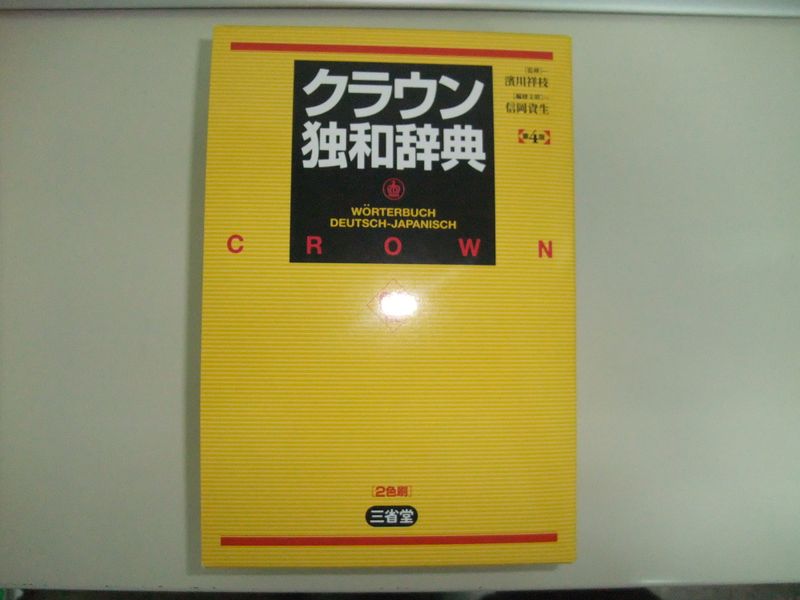 [監修]
濱川祥枝
[編修主幹]
信岡資生
第4版
クラウン
独和辞典
WÖRTERBUCH
DEUTSCH-JAPANISCH
CROWN
[2色刷]
三省堂